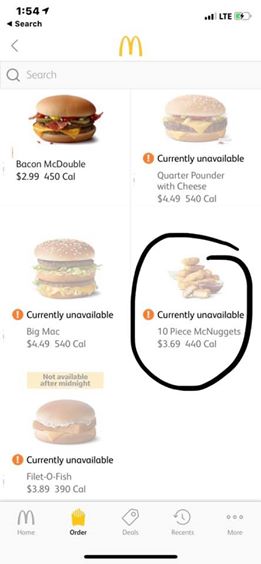 1:54
LTE
Search
Search
Bacon McDouble
$2.99 450 Cal
Currently unavailable
Quarter Pounder
with Cheese
$4.49 540 Cal
Currently unavailable
Big Mac
$4.49 540 Cal
Currently unavailable
10 Piece McNuggets
$3.69 440 Cal
Not available
after midnight
Currently unavailable
Filet-O-Fish
$3.89 390 Cal
Home
Order
Deals
Recents
More